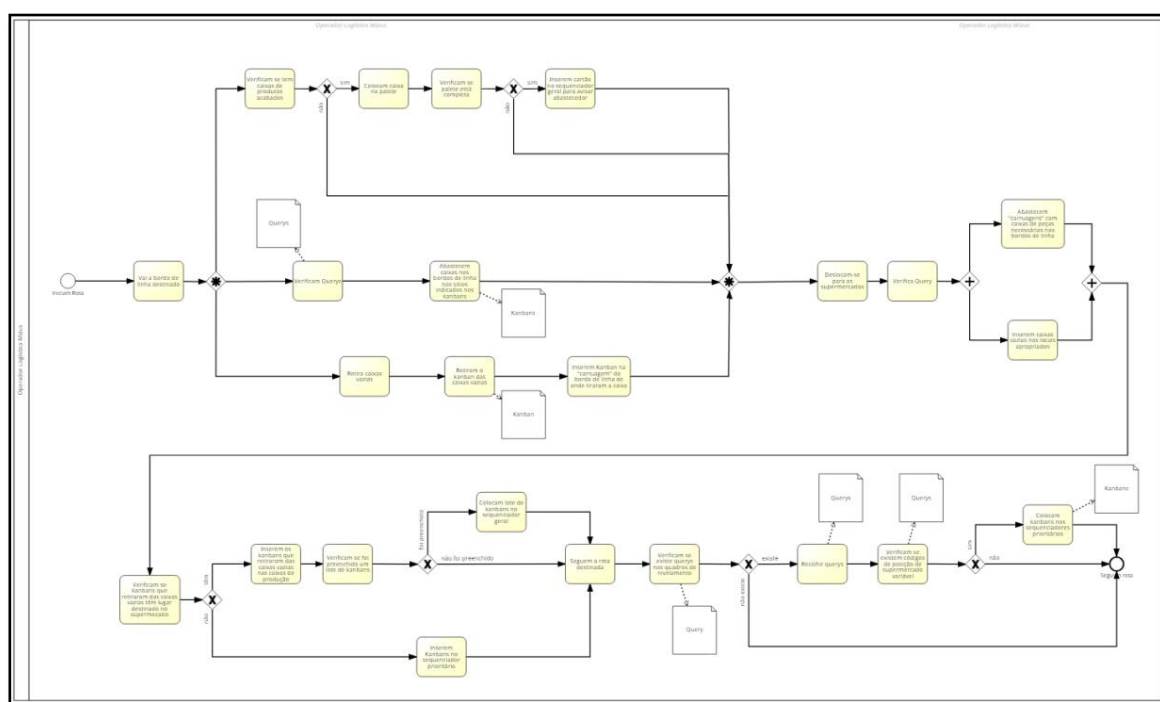 Operador Logístico Mizus
Operador Logístico Mizus
Operador Logístico Mizus
Verificam se tem
caixas de
produtos
acabados
sim
não
Colocam caixa
na palete
Verificam se
palete está
completa
sim
não
Inserem cartão
no sequenciador
geral para avisar
abastecedor
Querys
Iniciam Rota
Vai a bordo de
linha destinado
Verificam Querys
Abastecem
caixas nos
bordos de linha
nos sítios
indicados nos
kanbans
Kanbans
Deslocam-se
para os
supermercados
Verifica Query
Abastecem
"carruagens" com
caixas de peças
necessárias nos
bordos de linha
Inserem caixas
vazias nos locais
apropriados
Retira caixas
vazias
Retiram o
kanban das
caixas vazias
Inserem Kanban na
"carruagem" do
bordo de linha de
onde tiraram a caixa
Kanban
Verificam se
kanbans que
retiraram das caixas
vazias têm lugar
destinado no
supermercado
não
Inserem os
kanbans que
retiraram das
caixas vazias
nas caixas de
produção
Verificam se foi
preenchido um
lote de kanbans
foi preenchido
não foi preenchido
Colocam lote de
kanbans no
sequenciador
geral
Inserem
Kanbans no
sequenciador
prioritário
Seguem a rota
destinada
Verificam se
existe querys
nos quadros de
nivelamento
Query
existe
não existe
Recolhe querys
Querys
Verificam se
existem códigos
de posição de
supermercado
variável
Querys
sim
não
Colocam
kanbans nos
sequenciadores
prioritários
Kanbans
rota